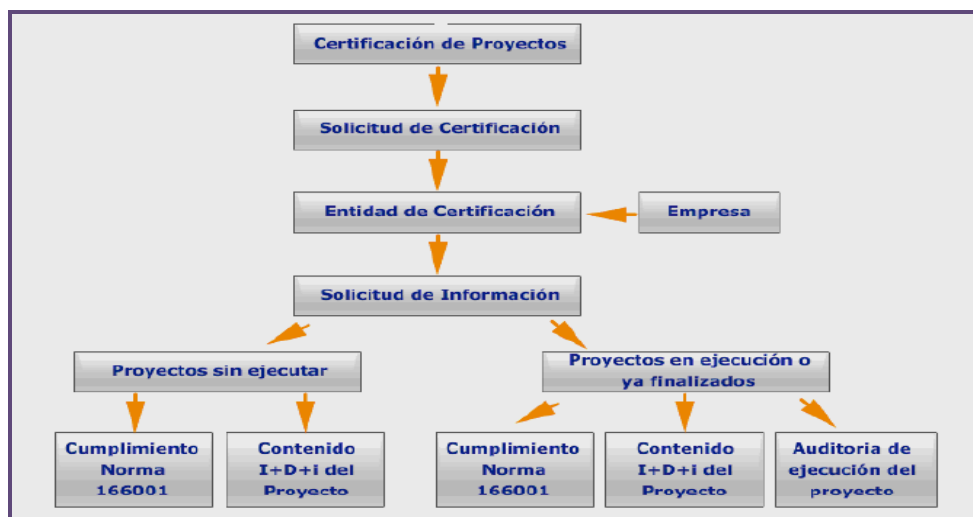 Certificación de Proyectos
Solicitud de Certificación
Entidad de Certificación
Empresa
Solicitud de Información
Proyectos sin ejecutar
Proyectos en ejecución o
ya finalizados
Cumplimiento
Norma
166001
Contenido
I+D+i del
Proyecto
Cumplimiento
Norma
166001
Contenido
I+D+i del
Proyecto
Auditoria de
ejecución del
proyecto